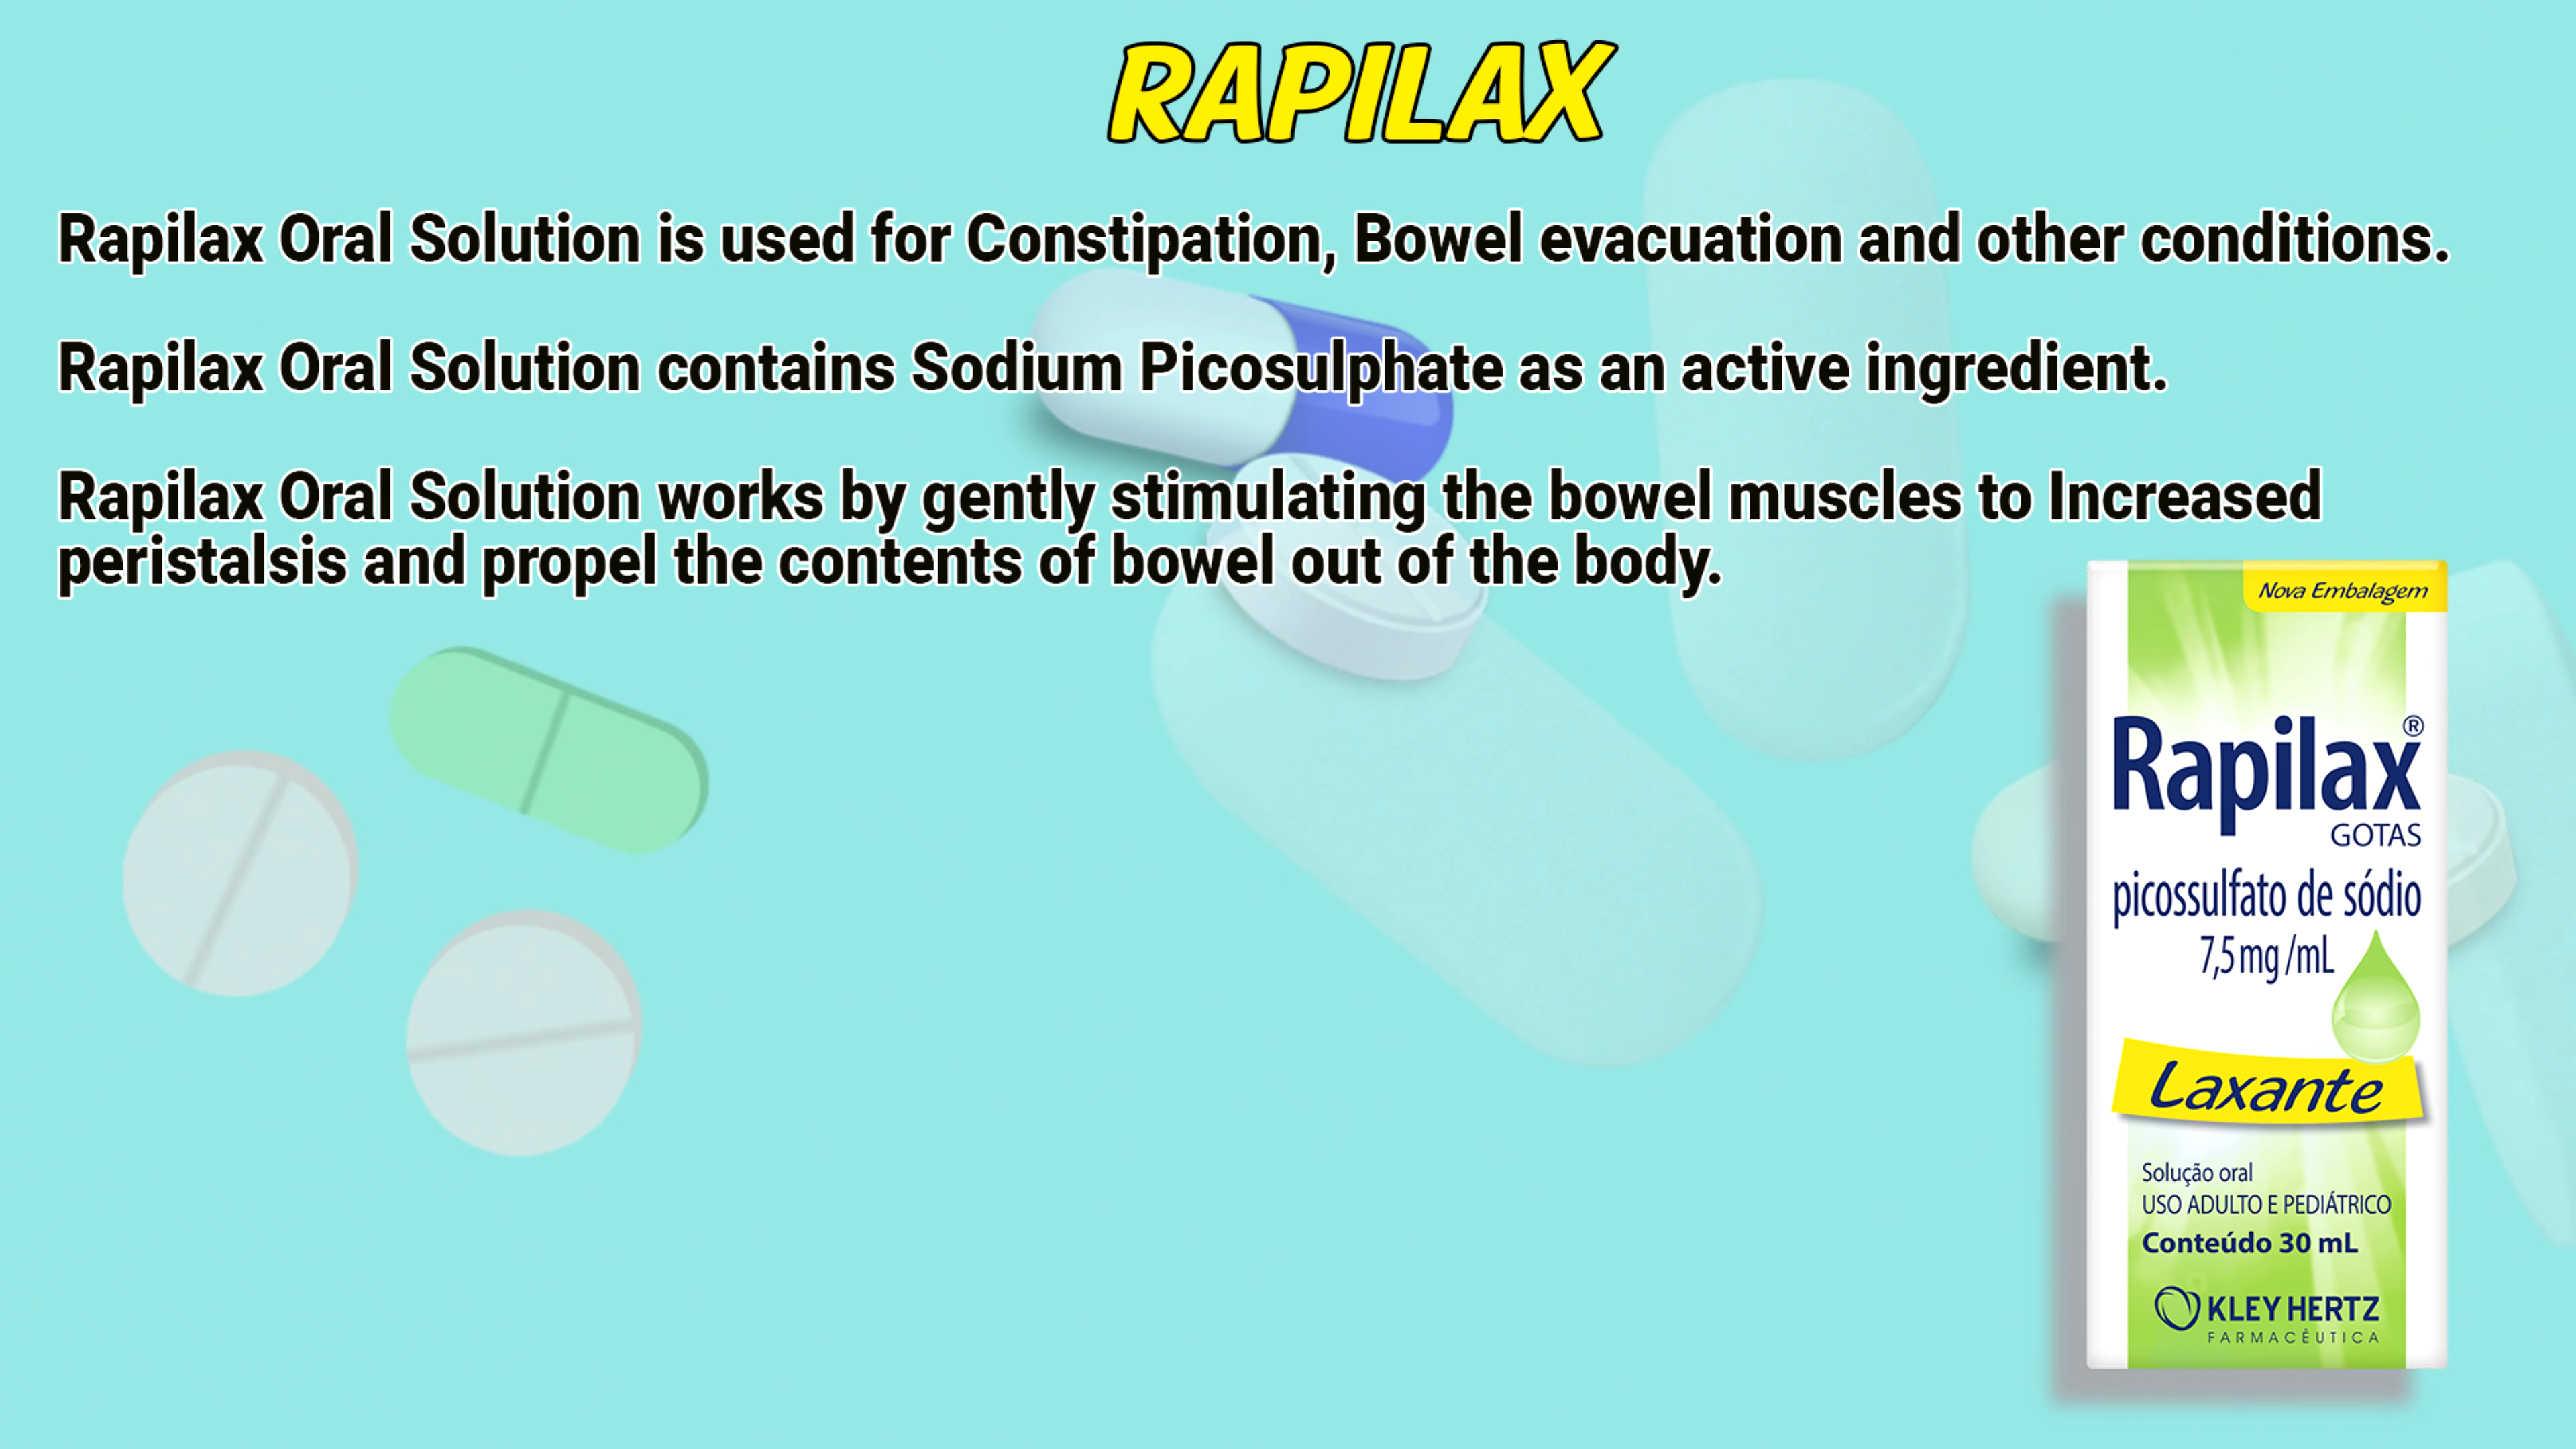 RAPILAX
Rapilax Oral Solution is used for Constipation, Bowel evacuation and other conditions.
Rapilax Oral Solution contains Sodium Picosulphate as an active ingredient.
Rapilax Oral Solution works by gently stimulating the bowel muscles to Increased
peristalsis and propel the contents of bowel out of the body.
Nova Embalagem
Rapilax®
GOTAS
picossulfato de sódio
7,5 mg /mL
Laxante
Solução oral
USO ADULTO E PEDIÁTRICO
Conteúdo 30 mL
KLEY HERTZ
FARMACÊUTICA